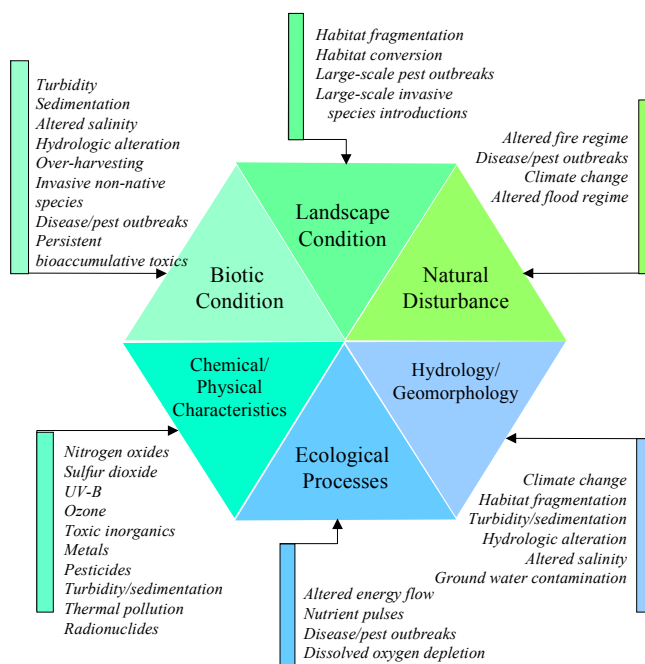 Habitat fragmentation
Habitat conversion
Large-scale pest outbreaks
Large-scale invasive
species introductions
Turbidity
Sedimentation
Altered salinity
Hydrologic alteration
Over-harvesting
Invasive non-native
species
Disease/pest outbreaks
Persistent
bioaccumulative toxics
Altered fire regime
Disease/pest outbreaks
Climate change
Altered flood regime
Landscape
Condition
Biotic
Condition
Natural
Disturbance
Chemical/
Physical
Characteristics
Hydrology/
Geomorphology
Ecological
Processes
Nitrogen oxides
Sulfur dioxide
UV-B
Ozone
Toxic inorganics
Metals
Pesticides
Turbidity/sedimentation
Thermal pollution
Radionuclides
Climate change
Habitat fragmentation
Turbidity/sedimentation
Hydrologic alteration
Altered salinity
Ground water contamination
Altered energy flow
Nutrient pulses
Disease/pest outbreaks
Dissolved oxygen depletion